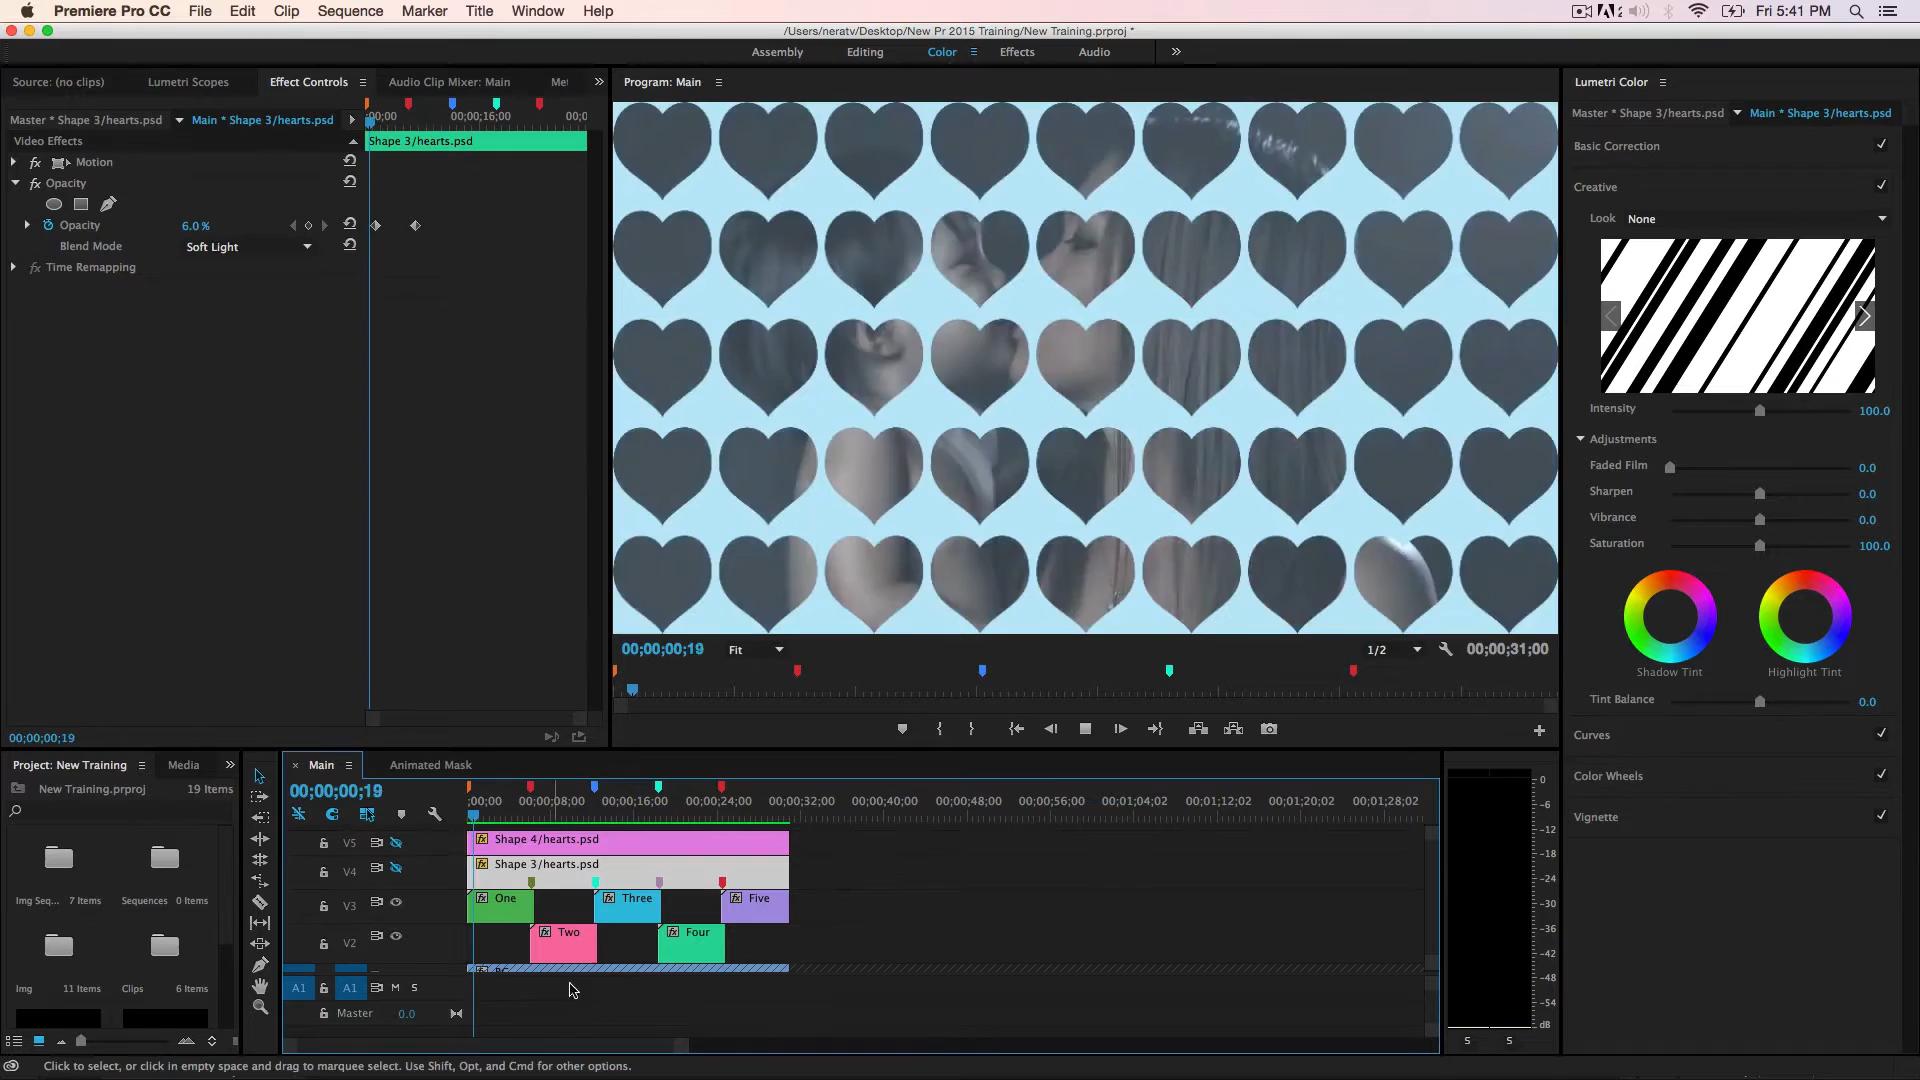 Premiere Pro CC File Edit Clip Sequence Marker Title Window Help Fri 5:41 PM
/Users/neratv/Desktop/New Pr 2015 Training/New Training.prproj *
Assembly Editing Color Effects Audio
Source: (no clips) Lumetri Scopes Effect Controls Audio Clip Mixer: Main
Program: Main
Lumetri Color
;00;00 00;00;16;00
Master * Shape 3/hearts.psd Main * Shape 3/hearts.psd
Master * Shape 3/hearts.psd Main * Shape 3/hearts.psd
Video Effects
Shape 3/hearts.psd
fx Motion
fx Opacity
Opacity 6.0 %
Blend Mode Soft Light
fx Time Remapping
Basic Correction
Creative
Look None
Intensity 100.0
Adjustments
Faded Film 0.0
Sharpen 0.0
Vibrance 0.0
Saturation 100.0
Shadow Tint Highlight Tint
Tint Balance 0.0
Curves
Color Wheels
Vignette
00;00;00;19 Fit 1/2 00;00;31;00
00;00;00;19
Project: New Training Media
New Training.prproj 19 Items
Img Seq... 7 Items Sequences 0 Items
Img 11 Items Clips 6 Items
Main Animated Mask
00;00;00;19
;00;00 00;00;08;00 00;00;16;00 00;00;24;00 00;00;32;00 00;00;40;00 00;00;48;00 00;00;56;00 00;01;04;02 00;01;12;02 00;01;20;02 00;01;28;02
V5 fx Shape 4/hearts.psd
V4 fx Shape 3/hearts.psd
V3 fx One fx Three fx Five
V2 fx Two fx Four
A1 A1 M S
Master 0.0
0
-6
-12
-18
-24
-30
-36
-42
-48
-54
dB
S S
Click to select, or click in empty space and drag to marquee select. Use Shift, Opt, and Cmd for other options.